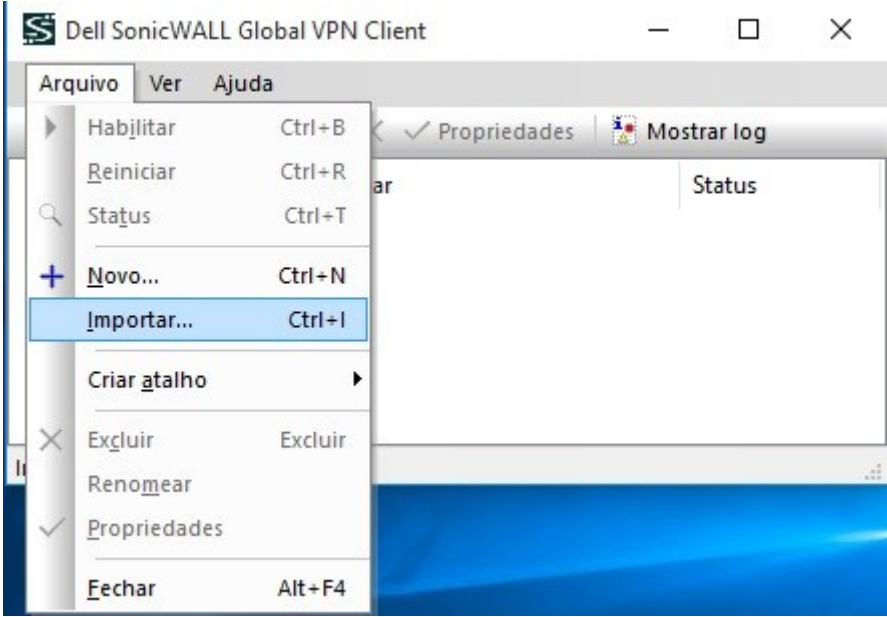 Dell SonicWALL Global VPN Client
Arquivo Ver Ajuda
Habilitar Ctrl+B
Propriedades Mostrar log
Reiniciar Ctrl+R
ar Status
Status Ctrl+T
Novo... Ctrl+N
Importar... Ctrl+I
Criar atalho
Excluir Excluir
Renomear
Propriedades
Fechar Alt+F4